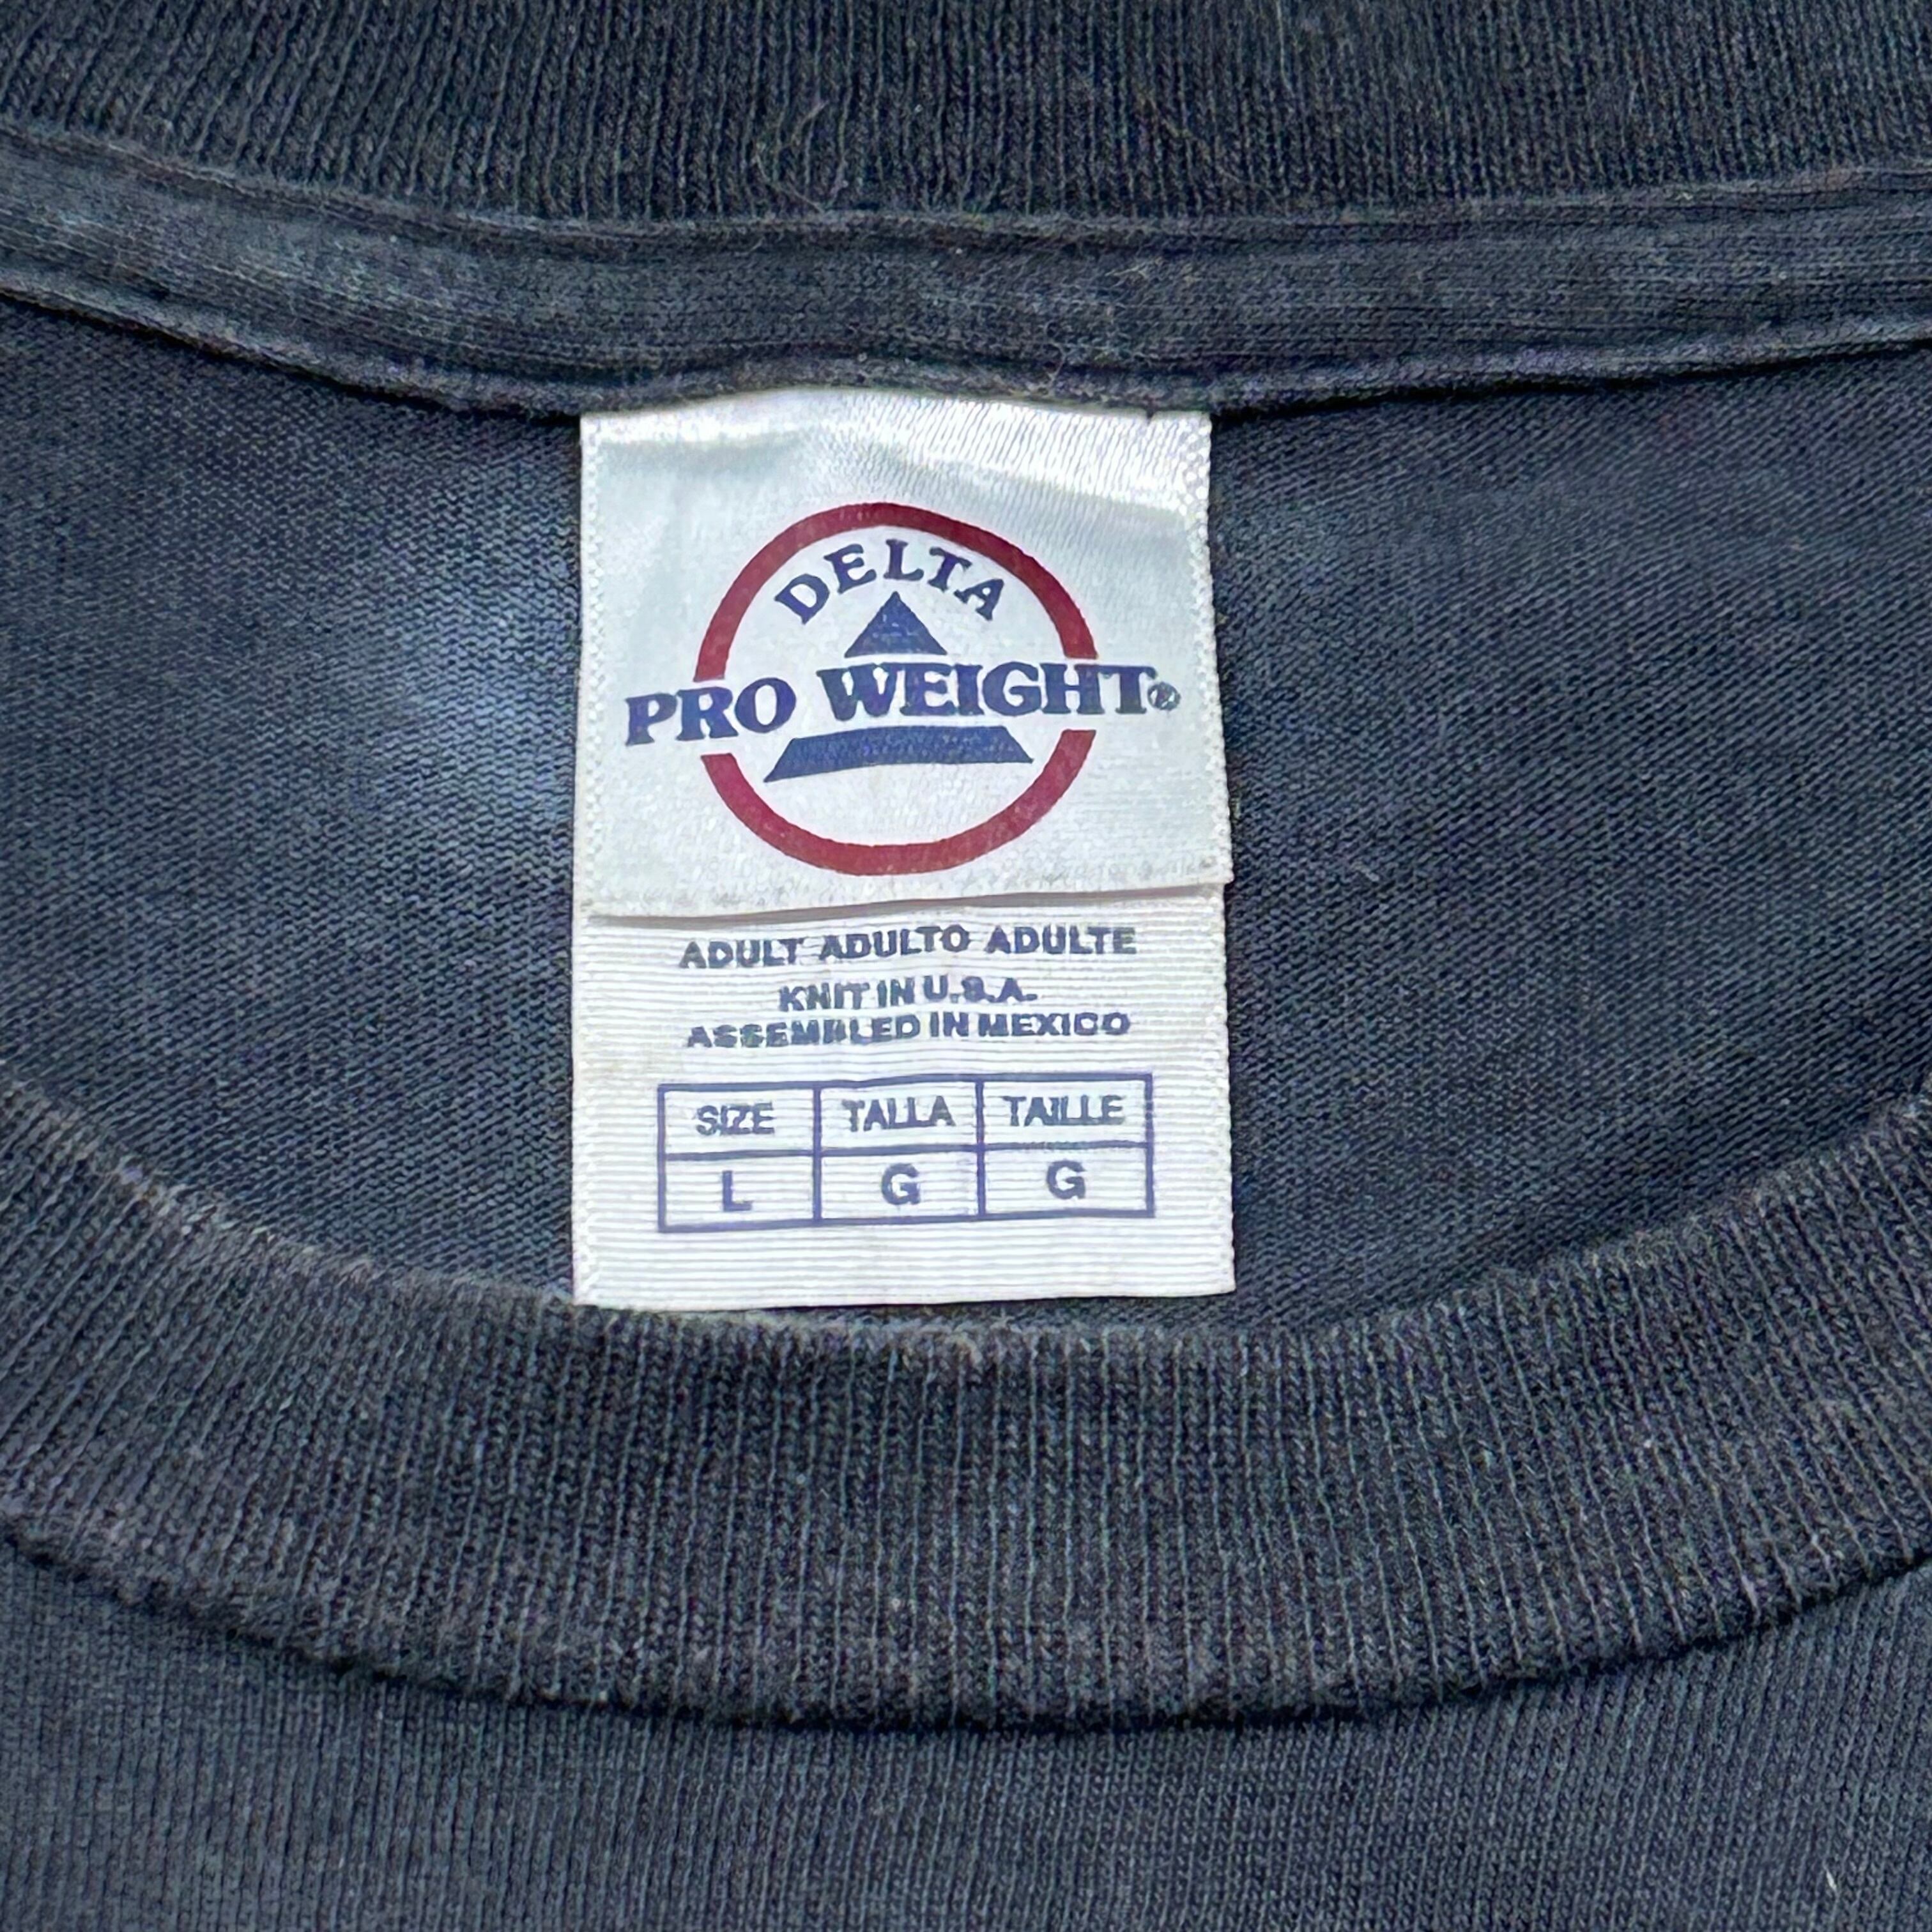 DELTA
PRO WEIGHT®
ADULT ADULTO ADULTE
KNIT IN U.S.A.
ASSEMBLED IN MEXICO
SIZE TALLA TAILLE
L G G